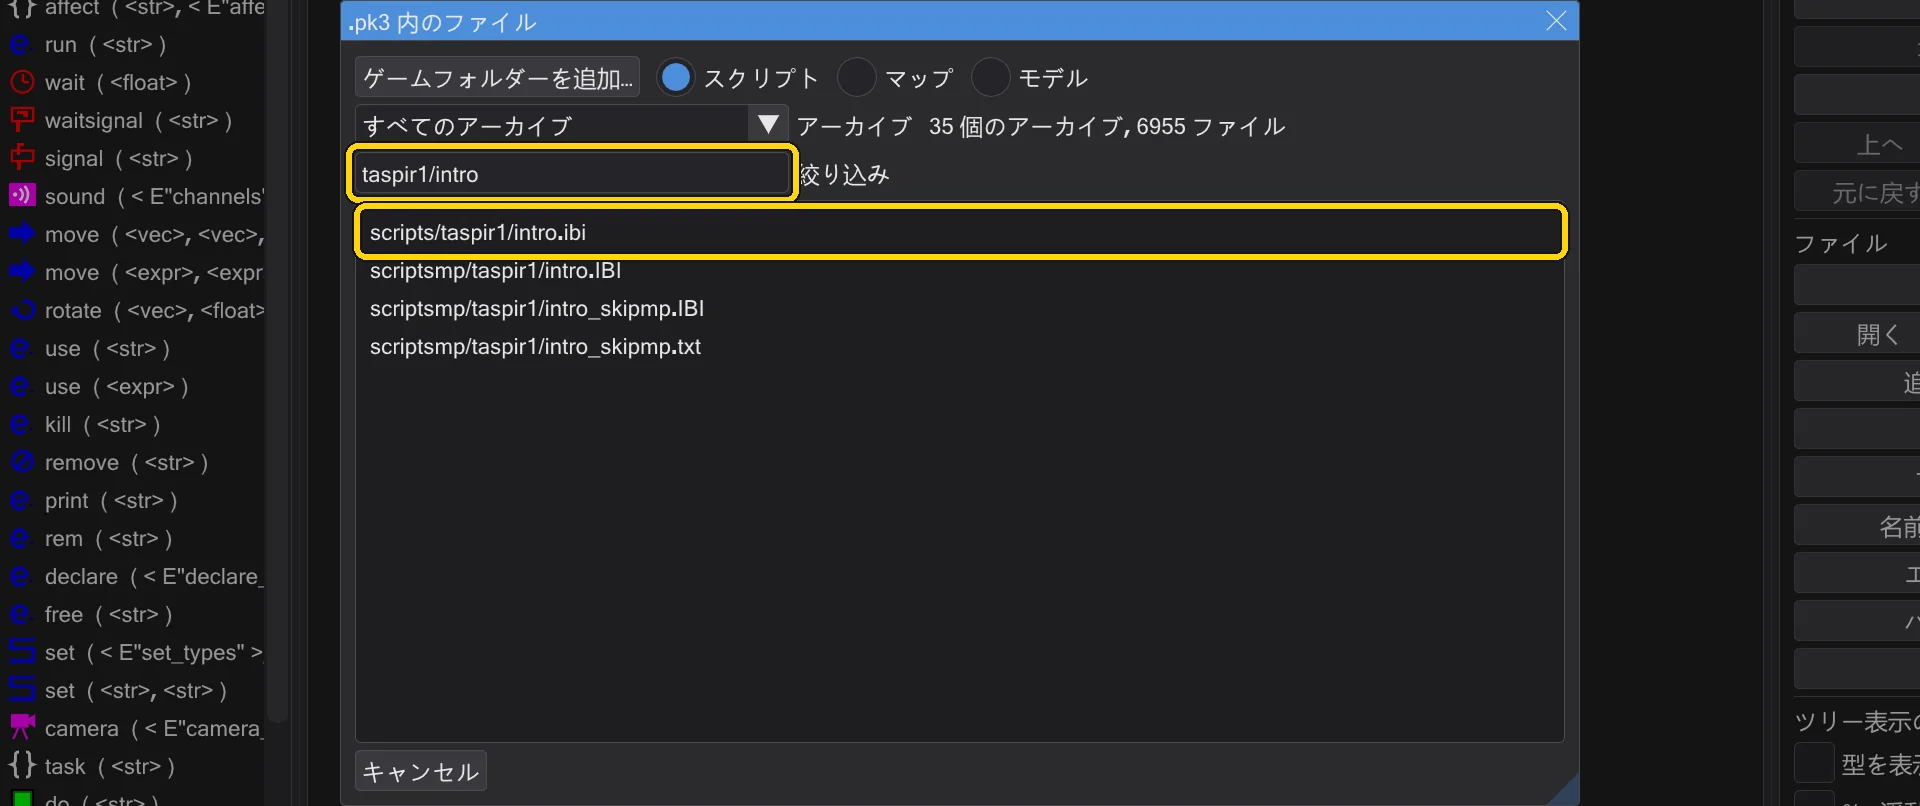 affect ( <str>, < E"affe
run ( <str> )
wait ( <float> )
waitsignal ( <str> )
signal ( <str> )
sound ( < E"channels"
move ( <vec>, <vec>,
move ( <expr>, <expr
rotate ( <vec>, <float>
use ( <str> )
use ( <expr> )
kill ( <str> )
remove ( <str> )
print ( <str> )
rem ( <str> )
declare ( < E"declare_
free ( <str> )
set ( < E"set_types" >,
set ( <str>, <str> )
camera ( < E"camera_
task ( <str> )
do ( <str> )
.pk3 内のファイル
ゲームフォルダーを追加...
スクリプト
マップ
モデル
すべてのアーカイブ
アーカイブ 35 個のアーカイブ, 6955 ファイル
taspir1/intro
絞り込み
scripts/taspir1/intro.ibi
scriptsmp/taspir1/intro.IBI
scriptsmp/taspir1/intro_skipmp.IBI
scriptsmp/taspir1/intro_skipmp.txt
キャンセル
上へ
元に戻す
ファイル
開く
追
名前
エ
ツリー表示の
型を表示